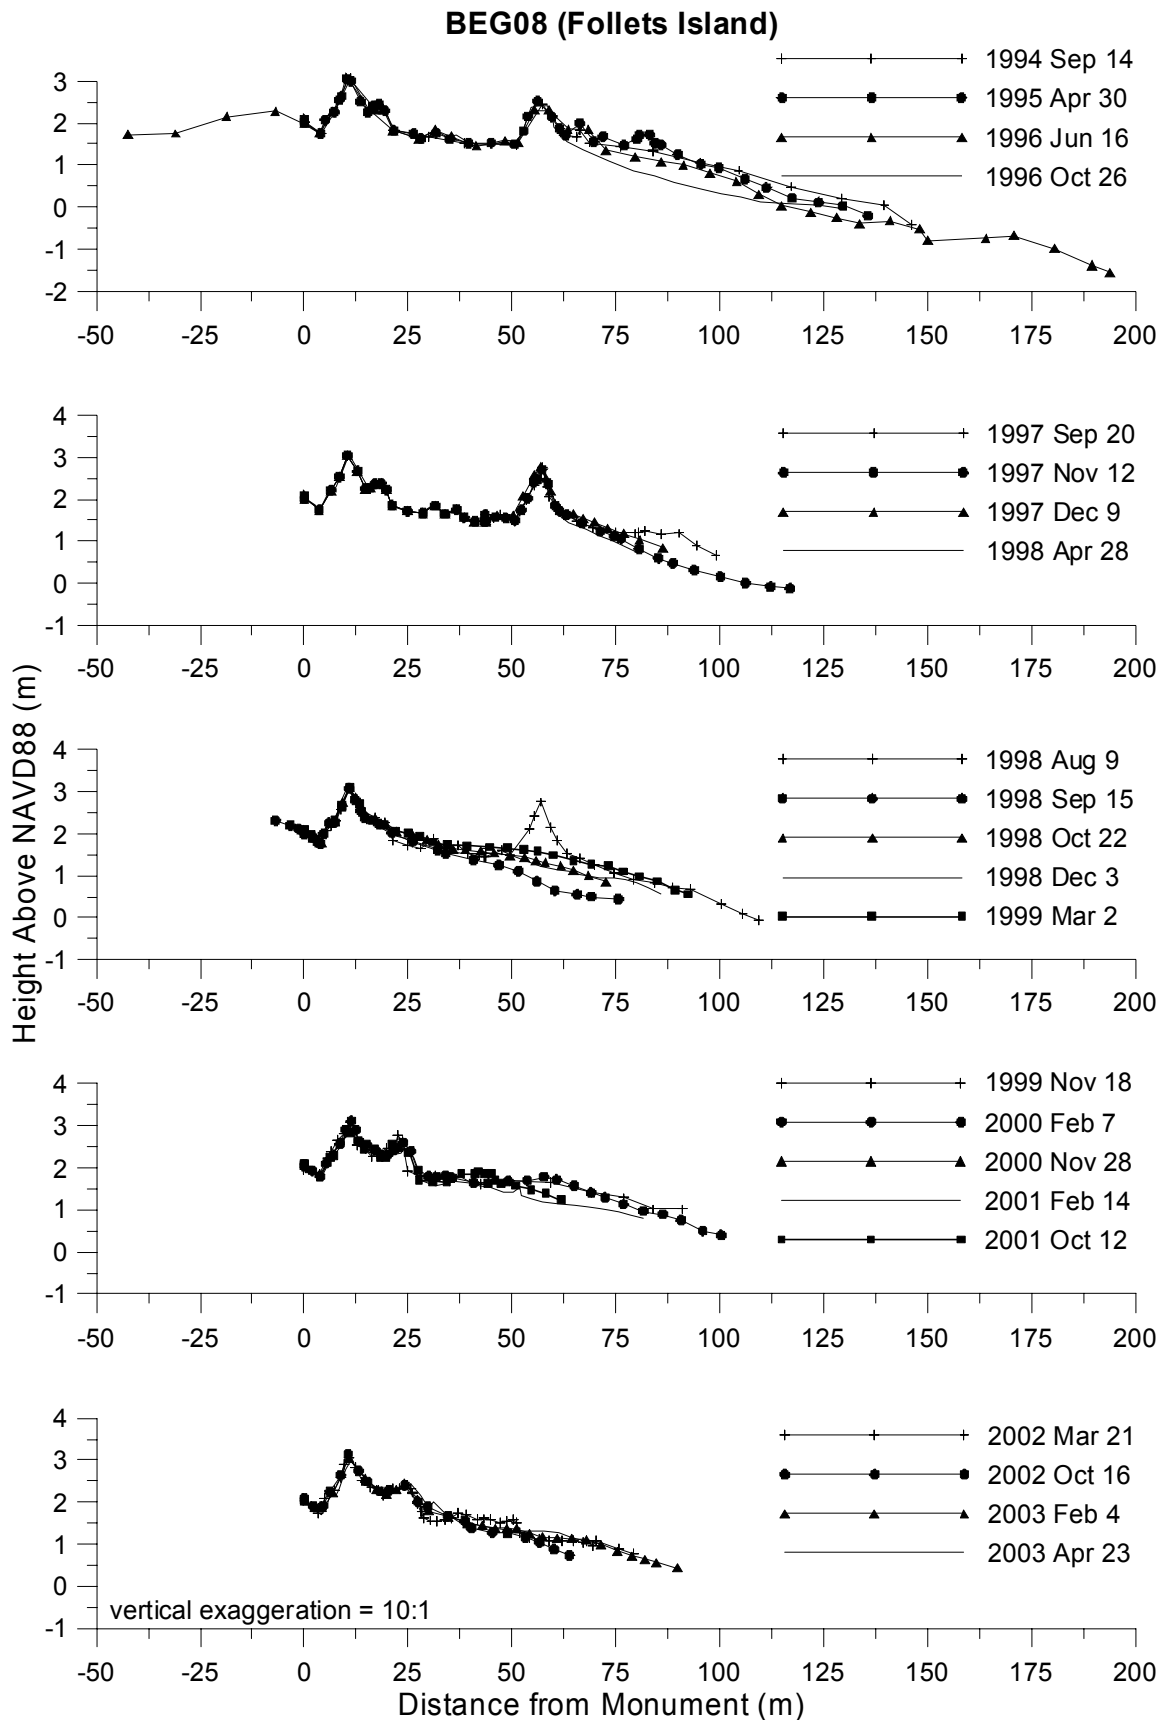 BEG08 (Follets Island)
3
2
1
0
-1
-2
-50 -25 0 25 50 75 100 125 150 175 200
1994 Sep 14
1995 Apr 30
1996 Jun 16
1996 Oct 26
4
3
2
1
0
-1
-50 -25 0 25 50 75 100 125 150 175 200
1997 Sep 20
1997 Nov 12
1997 Dec 9
1998 Apr 28
Height Above NAVD88 (m)
4
3
2
1
0
-1
-50 -25 0 25 50 75 100 125 150 175 200
1998 Aug 9
1998 Sep 15
1998 Oct 22
1998 Dec 3
1999 Mar 2
4
3
2
1
0
-1
-50 -25 0 25 50 75 100 125 150 175 200
1999 Nov 18
2000 Feb 7
2000 Nov 28
2001 Feb 14
2001 Oct 12
4
3
2
1
0
-1
-50 -25 0 25 50 75 100 125 150 175 200
2002 Mar 21
2002 Oct 16
2003 Feb 4
2003 Apr 23
vertical exaggeration = 10:1
Distance from Monument (m)